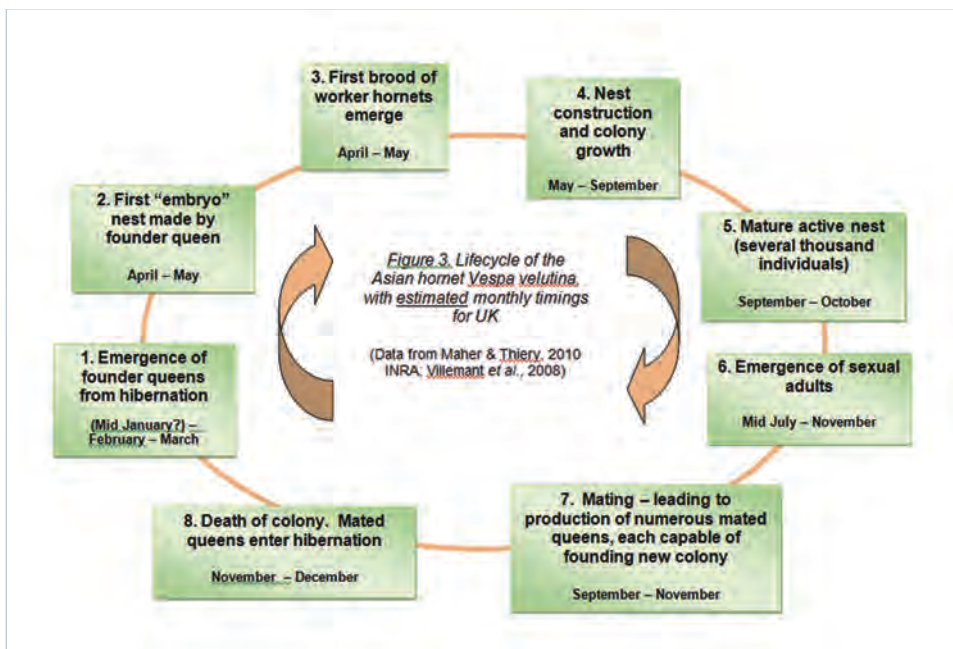 3. First brood of
worker hornets
emerge
April – May
4. Nest
construction
and colony
growth
May – September
2. First “embryo”
nest made by
founder queen
April – May
5. Mature active nest
(several thousand
individuals)
September – October
Figure 3. Lifecycle of the
Asian hornet Vespa velutina,
with estimated monthly timings
for UK
(Data from Maher & Thiery, 2010
INRA; Villemant et al., 2008)
1. Emergence of
founder queens
from hibernation
(Mid January?) –
February – March
6. Emergence of sexual
adults
Mid July – November
8. Death of colony. Mated
queens enter hibernation
November – December
7. Mating – leading to
production of numerous mated
queens, each capable of
founding new colony
September – November